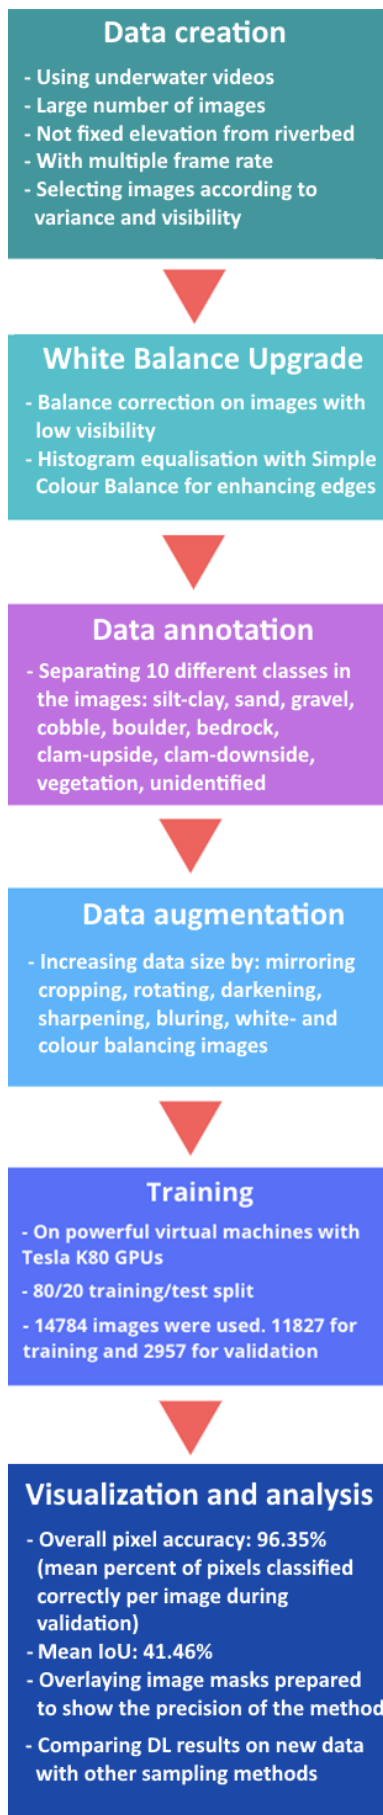 Data creation
- Using underwater videos
- Large number of images
- Not fixed elevation from riverbed
- With multiple frame rate
- Selecting images according to
variance and visibility
White Balance Upgrade
- Balance correction on images with
low visibility
- Histogram equalisation with Simple
Colour Balance for enhancing edges
Data annotation
- Separating 10 different classes in
the images: silt-clay, sand, gravel,
cobble, boulder, bedrock,
clam-upside, clam-downside,
vegetation, unidentified
Data augmentation
- Increasing data size by: mirroring
cropping, rotating, darkening,
sharpening, bluring, white- and
colour balancing images
Training
- On powerful virtual machines with
Tesla K80 GPUs
- 80/20 training/test split
- 14784 images were used. 11827 for
training and 2957 for validation
Visualization and analysis
- Overall pixel accuracy: 96.35%
(mean percent of pixels classified
correctly per image during
validation)
- Mean IoU: 41.46%
- Overlaying image masks prepared
to show the precision of the method
- Comparing DL results on new data
with other sampling methods